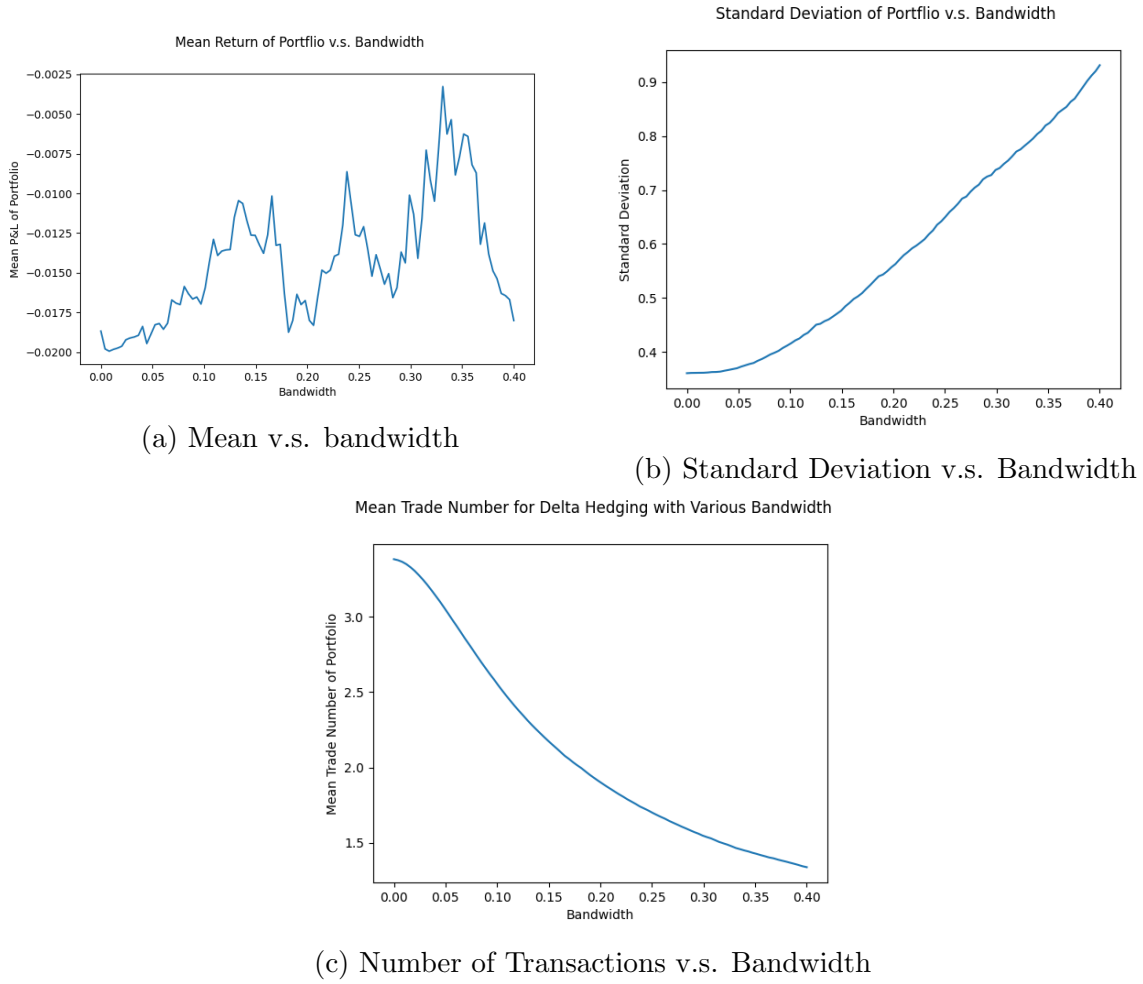 Mean Return of Portflio v.s. Bandwidth
Mean P&L of Portfolio
−0.0025
−0.0050
−0.0075
−0.0100
−0.0125
−0.0150
−0.0175
−0.0200
0.00 0.05 0.10 0.15 0.20 0.25 0.30 0.35 0.40
Bandwidth
(a) Mean v.s. bandwidth
Standard Deviation of Portflio v.s. Bandwidth
Standard Deviation
0.9
0.8
0.7
0.6
0.5
0.4
0.00 0.05 0.10 0.15 0.20 0.25 0.30 0.35 0.40
Bandwidth
(b) Standard Deviation v.s. Bandwidth
Mean Trade Number for Delta Hedging with Various Bandwidth
Mean Trade Number of Portfolio
3.0
2.5
2.0
1.5
0.00 0.05 0.10 0.15 0.20 0.25 0.30 0.35 0.40
Bandwidth
(c) Number of Transactions v.s. Bandwidth